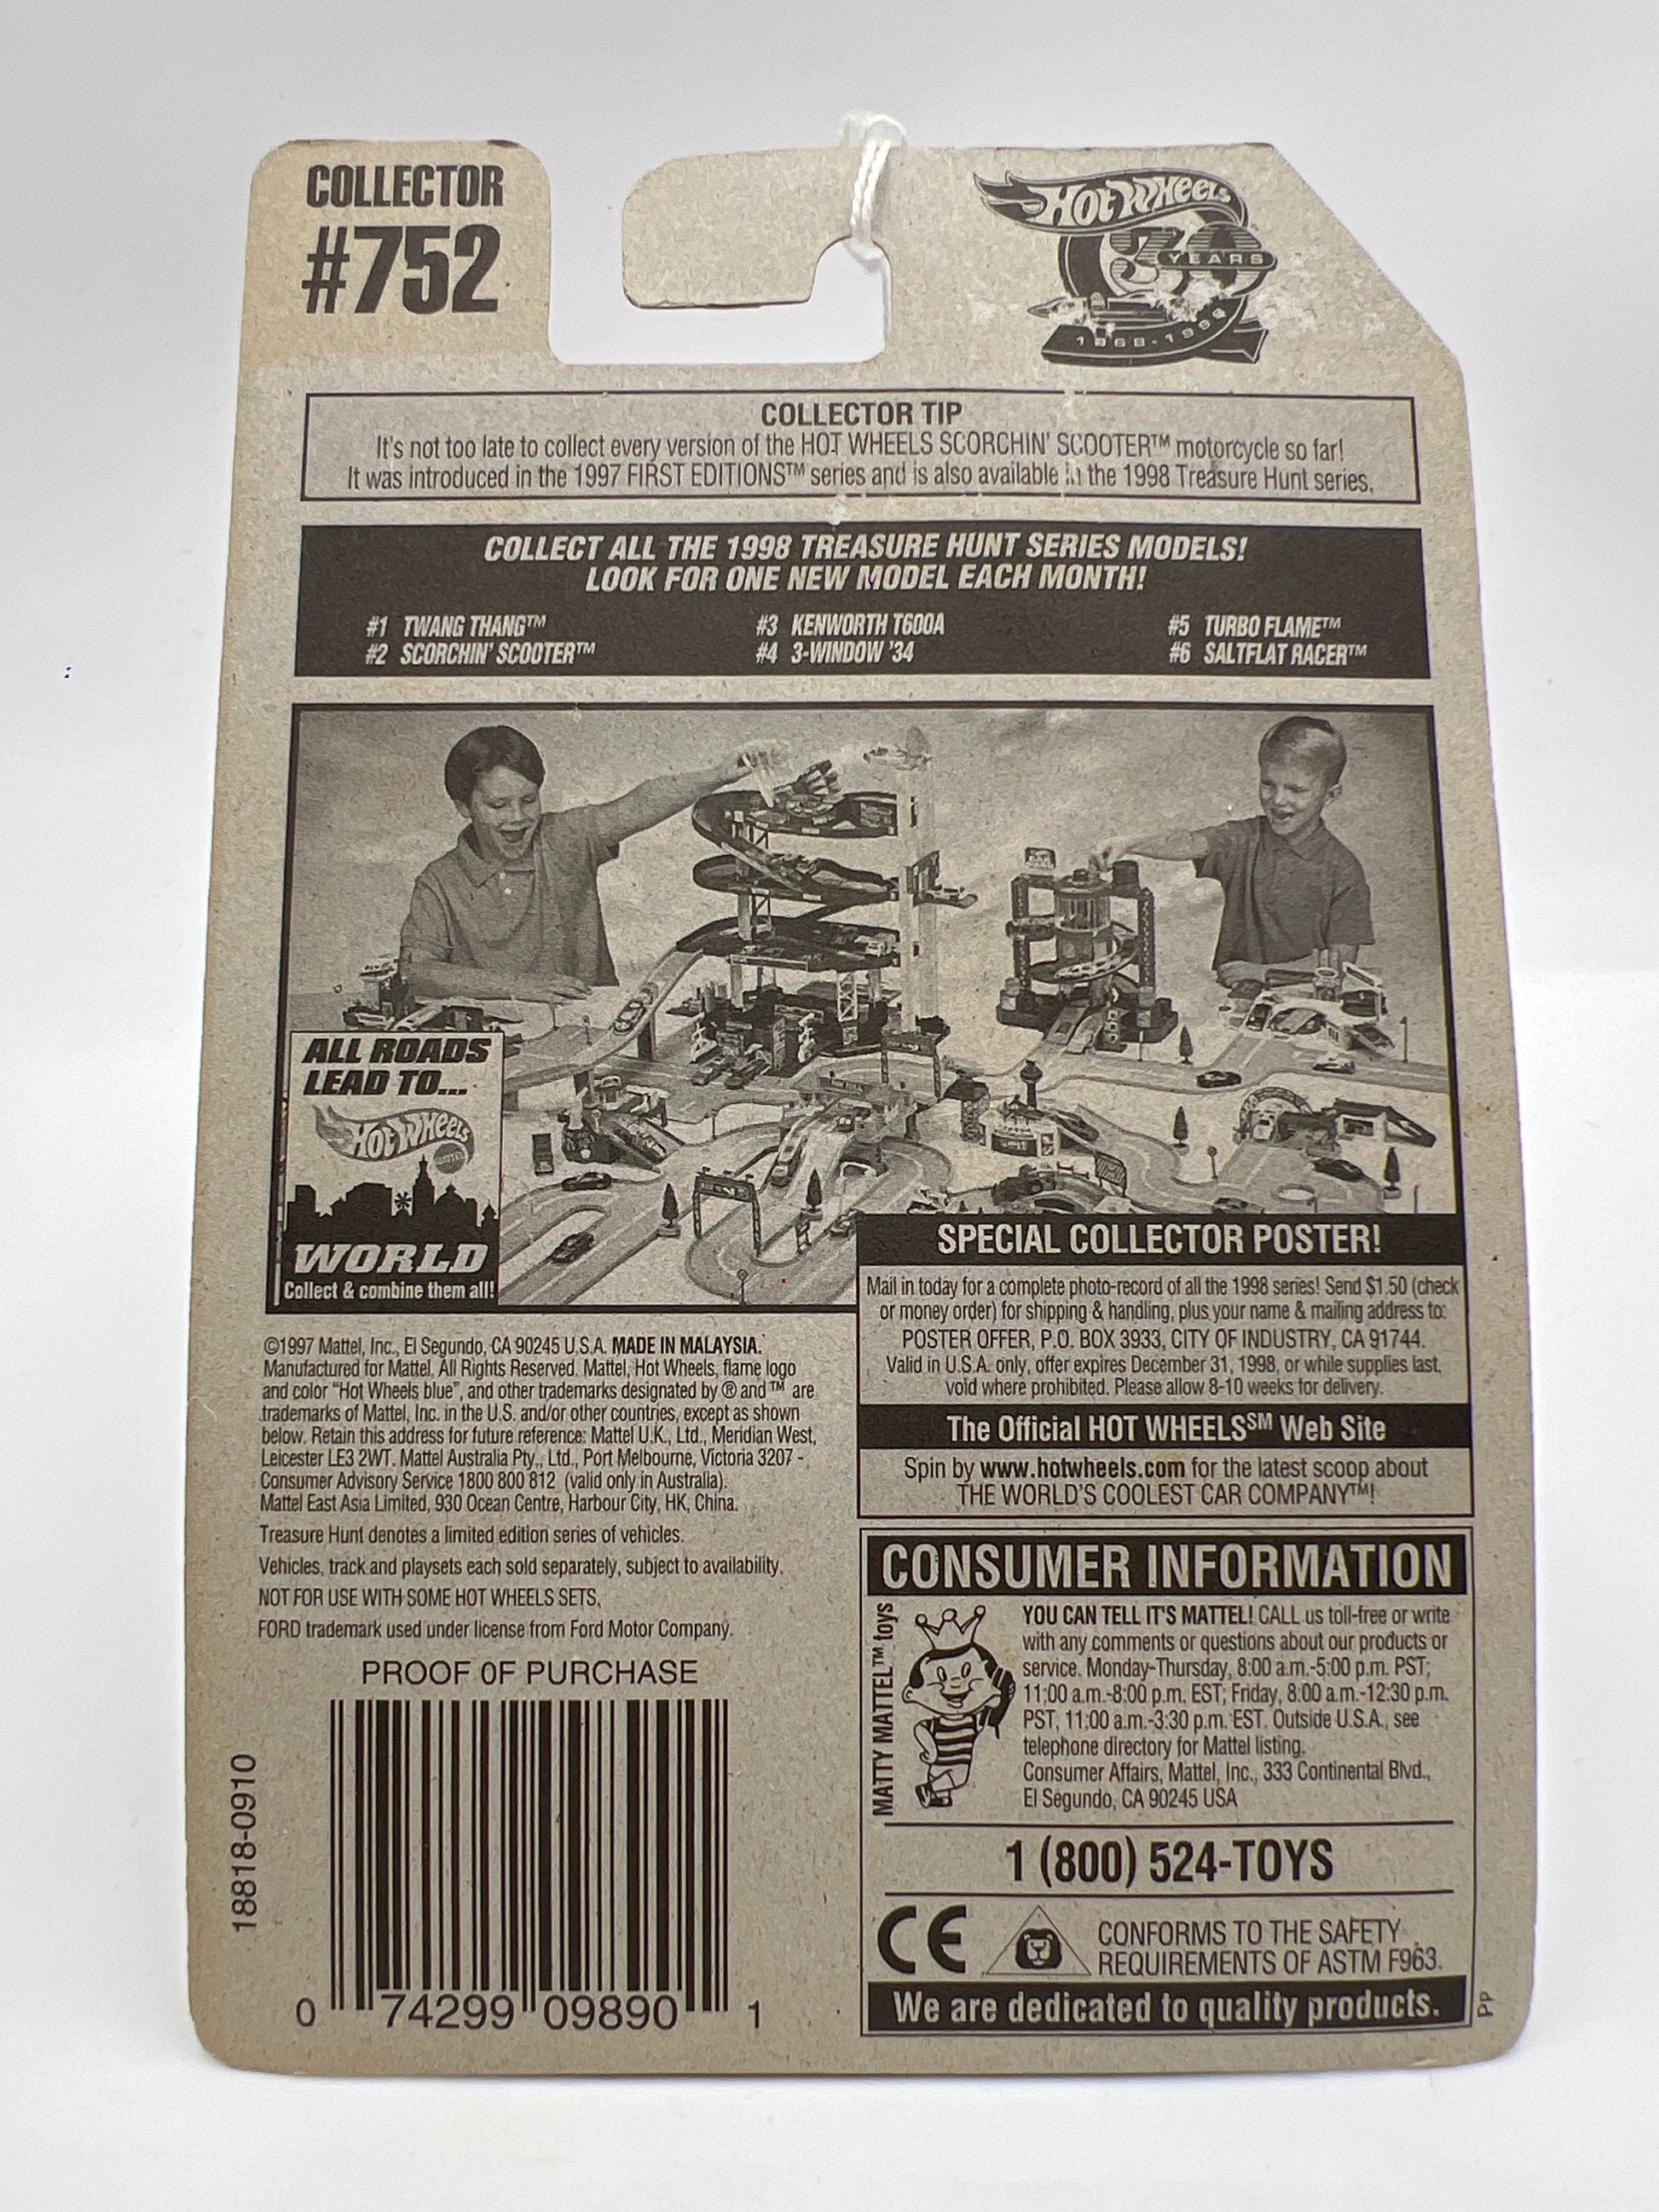 COLLECTOR
#752
HOT WHEELS
30
YEARS
1968-1998
COLLECTOR TIP
It's not too late to collect every version of the HOT WHEELS SCORCHIN' SCOOTER™ motorcycle so far!
It was introduced in the 1997 FIRST EDITIONS™ series and is also available in the 1998 Treasure Hunt series.
COLLECT ALL THE 1998 TREASURE HUNT SERIES MODELS!
LOOK FOR ONE NEW MODEL EACH MONTH!
#1 TWANG THANG™
#2 SCORCHIN' SCOOTER™
#3 KENWORTH T600A
#4 3-WINDOW '34
#5 TURBO FLAME™
#6 SALTFLAT RACER™
ALL ROADS
LEAD TO...
HOT WHEELS
MATTEL
WORLD
Collect & combine them all!
SPECIAL COLLECTOR POSTER!
Mail in today for a complete photo-record of all the 1998 series! Send $1.50 (check
or money order) for shipping & handling, plus your name & mailing address to:
POSTER OFFER, P.O. BOX 3933, CITY OF INDUSTRY, CA 91744.
Valid in U.S.A. only, offer expires December 31, 1998, or while supplies last,
void where prohibited. Please allow 8-10 weeks for delivery.
The Official HOT WHEELS℠ Web Site
Spin by www.hotwheels.com for the latest scoop about
THE WORLD'S COOLEST CAR COMPANY™!
©1997 Mattel, Inc., El Segundo, CA 90245 U.S.A. MADE IN MALAYSIA.
Manufactured for Mattel. All Rights Reserved. Mattel, Hot Wheels, flame logo
and color "Hot Wheels blue", and other trademarks designated by ® and ™ are
trademarks of Mattel, Inc. in the U.S. and/or other countries, except as shown
below. Retain this address for future reference: Mattel U.K., Ltd., Meridian West,
Leicester LE3 2WT. Mattel Australia Pty., Ltd., Port Melbourne, Victoria 3207 -
Consumer Advisory Service 1800 800 812 (valid only in Australia).
Mattel East Asia Limited, 930 Ocean Centre, Harbour City, HK, China.
Treasure Hunt denotes a limited edition series of vehicles.
Vehicles, track and playsets each sold separately, subject to availability.
NOT FOR USE WITH SOME HOT WHEELS SETS.
FORD trademark used under license from Ford Motor Company.
PROOF OF PURCHASE
18818-0910
0 74299 09890 1
CONSUMER INFORMATION
MATTY MATTEL™ toys
YOU CAN TELL IT'S MATTEL! CALL us toll-free or write
with any comments or questions about our products or
service. Monday-Thursday, 8:00 a.m.-5:00 p.m. PST;
11:00 a.m.-8:00 p.m. EST; Friday, 8:00 a.m.-12:30 p.m.
PST, 11:00 a.m.-3:30 p.m. EST. Outside U.S.A., see
telephone directory for Mattel listing.
Consumer Affairs, Mattel, Inc., 333 Continental Blvd.,
El Segundo, CA 90245 USA
1 (800) 524-TOYS
CE
CONFORMS TO THE SAFETY
REQUIREMENTS OF ASTM F963.
We are dedicated to quality products.
PP